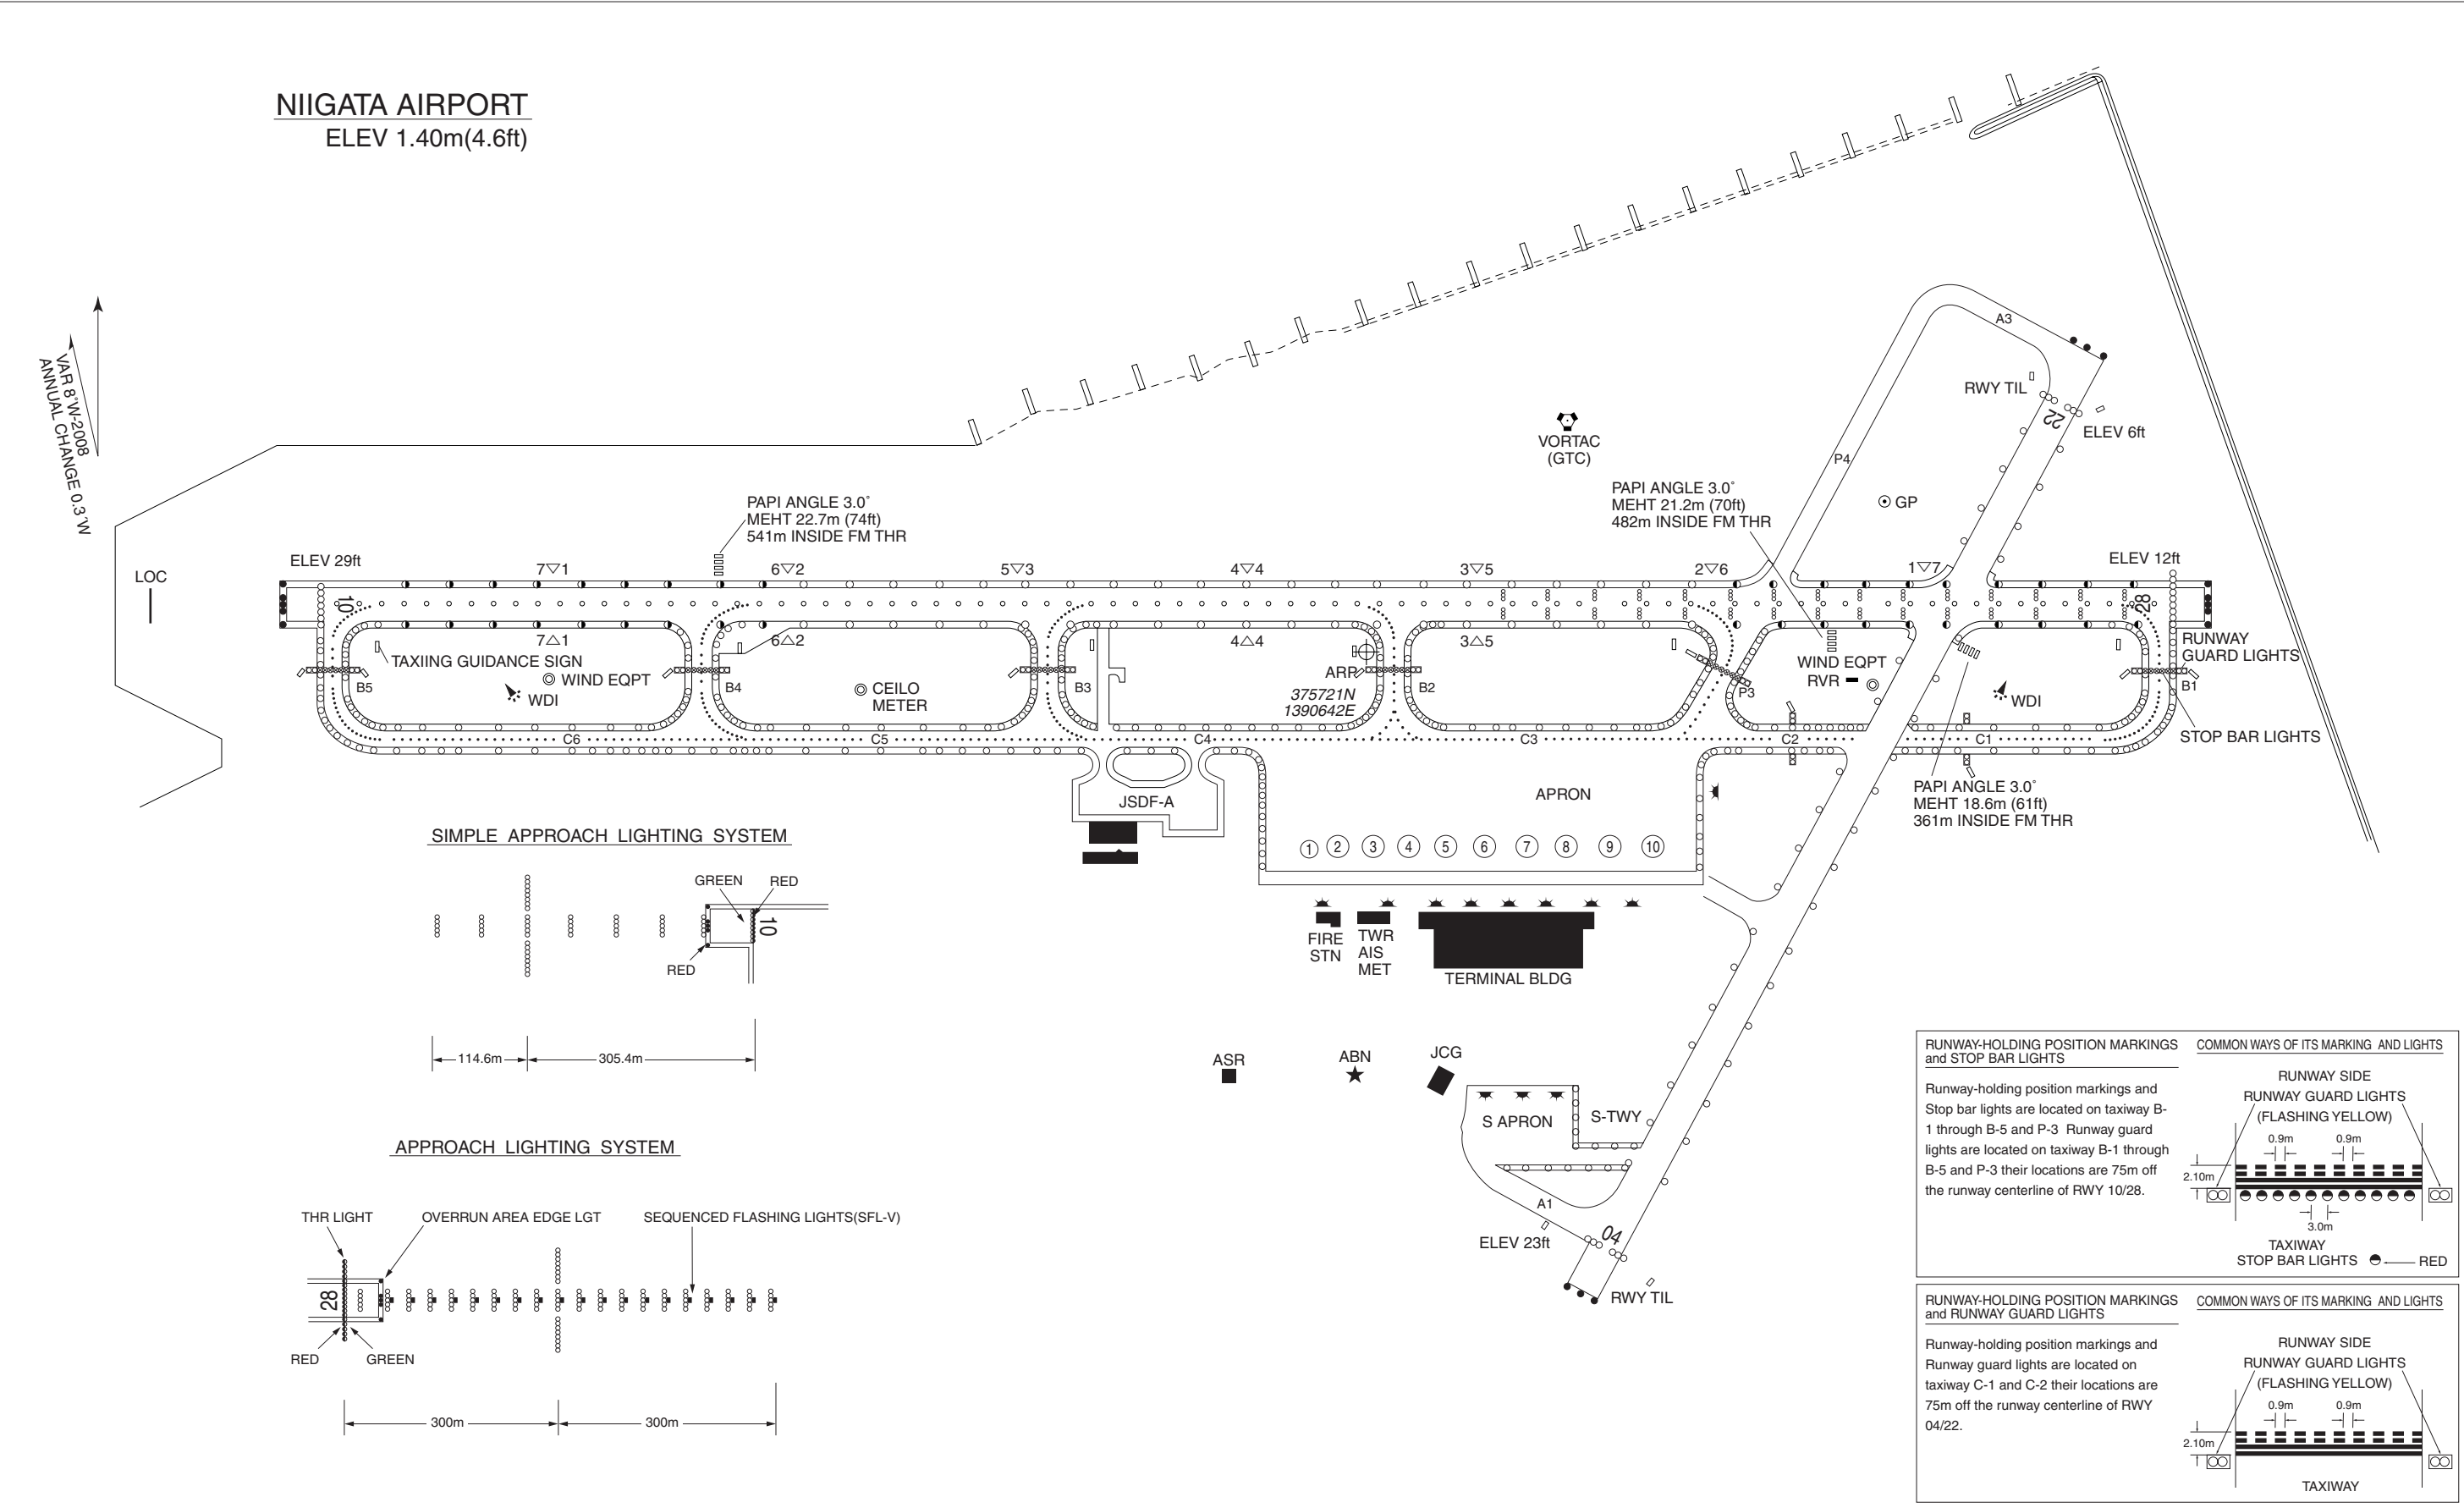 NIIGATA AIRPORT
ELEV 1.40m(4.6ft)
VAR 8˚W-2008
ANNUAL CHANGE 0.3´W
LOC
ELEV 29ft
10
7▽1
PAPI ANGLE 3.0˚
MEHT 22.7m (74ft)
541m INSIDE FM THR
6▽2
5▽3
4▽4
3▽5
2▽6
1▽7
VORTAC
(GTC)
PAPI ANGLE 3.0˚
MEHT 21.2m (70ft)
482m INSIDE FM THR
P4
GP
A3
RWY TIL
22
ELEV 6ft
ELEV 12ft
28
7△1
6△2
4△4
3△5
TAXIING GUIDANCE SIGN
B5
WIND EQPT
WDI
B4
CEILO
METER
B3
ARP
375721N
1390642E
B2
P3
WIND EQPT
RVR
WDI
RUNWAY
GUARD LIGHTS
B1
STOP BAR LIGHTS
C6
C5
C4
C3
C2
C1
JSDF-A
APRON
PAPI ANGLE 3.0˚
MEHT 18.6m (61ft)
361m INSIDE FM THR
1 2 3 4 5 6 7 8 9 10
FIRE
STN
TWR
AIS
MET
TERMINAL BLDG
ASR
ABN
JCG
S APRON
S-TWY
A1
04
ELEV 23ft
RWY TIL
SIMPLE APPROACH LIGHTING SYSTEM
GREEN
RED
10
RED
114.6m
305.4m
APPROACH LIGHTING SYSTEM
THR LIGHT
OVERRUN AREA EDGE LGT
SEQUENCED FLASHING LIGHTS(SFL-V)
28
RED
GREEN
300m
300m
RUNWAY-HOLDING POSITION MARKINGS
and STOP BAR LIGHTS
Runway-holding position markings and
Stop bar lights are located on taxiway B-
1 through B-5 and P-3 Runway guard
lights are located on taxiway B-1 through
B-5 and P-3 their locations are 75m off
the runway centerline of RWY 10/28.
COMMON WAYS OF ITS MARKING AND LIGHTS
RUNWAY SIDE
RUNWAY GUARD LIGHTS
(FLASHING YELLOW)
0.9m
0.9m
2.10m
3.0m
TAXIWAY
STOP BAR LIGHTS
RED
RUNWAY-HOLDING POSITION MARKINGS
and RUNWAY GUARD LIGHTS
Runway-holding position markings and
Runway guard lights are located on
taxiway C-1 and C-2 their locations are
75m off the runway centerline of RWY
04/22.
COMMON WAYS OF ITS MARKING AND LIGHTS
RUNWAY SIDE
RUNWAY GUARD LIGHTS
(FLASHING YELLOW)
0.9m
0.9m
2.10m
TAXIWAY